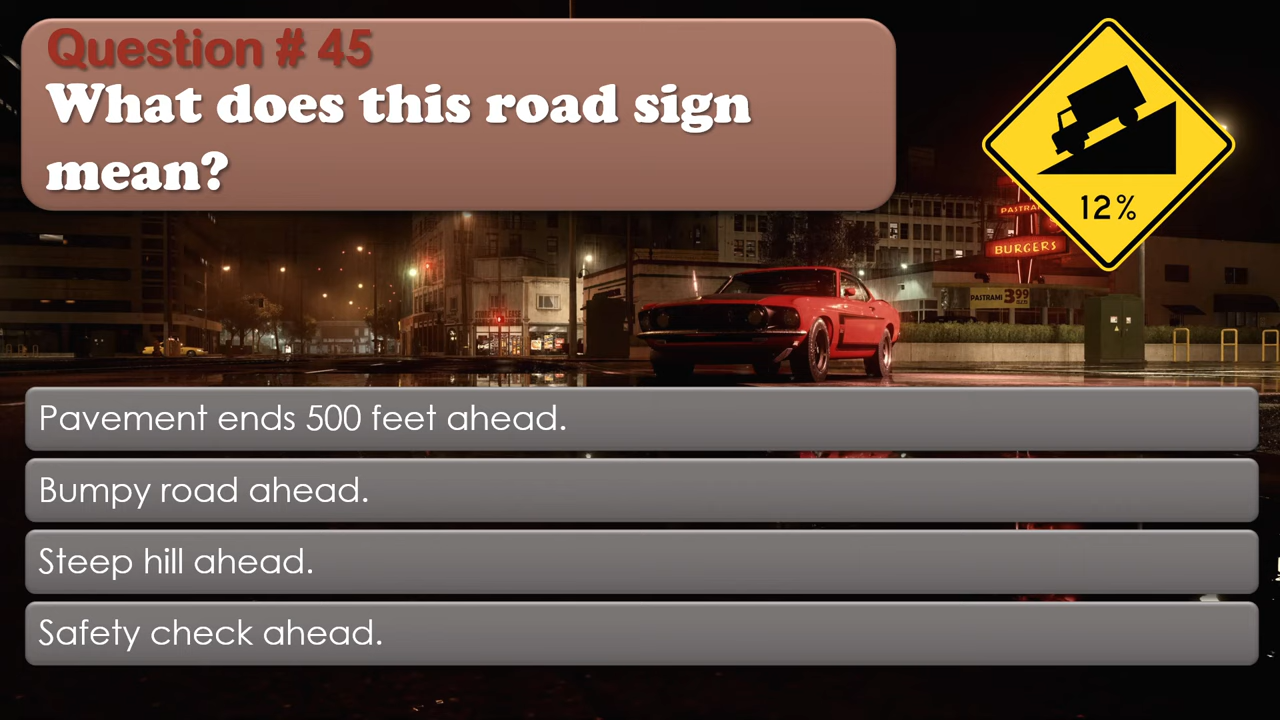 Question # 45
What does this road sign
mean?
12%
PASTRAMI
BURGERS
PASTRAMI 3.99
Pavement ends 500 feet ahead.
Bumpy road ahead.
Steep hill ahead.
Safety check ahead.